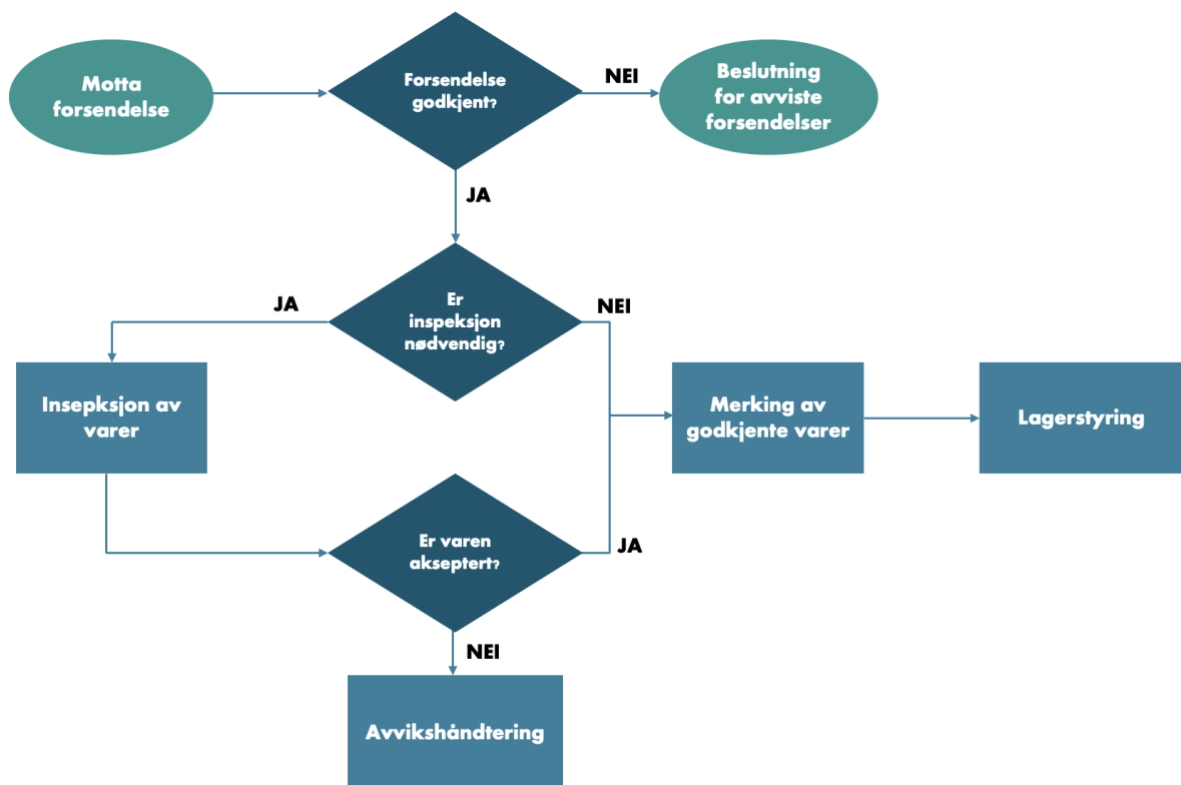 Motta
forsendelse
Forsendelse
godkjent?
NEI
Beslutning
for avviste
forsendelser
JA
Er
inspeksjon
nødvendig?
JA
NEI
Insepksjon av
varer
Merking av
godkjente varer
Lagerstyring
Er varen
akseptert?
JA
NEI
Avvikshåndtering